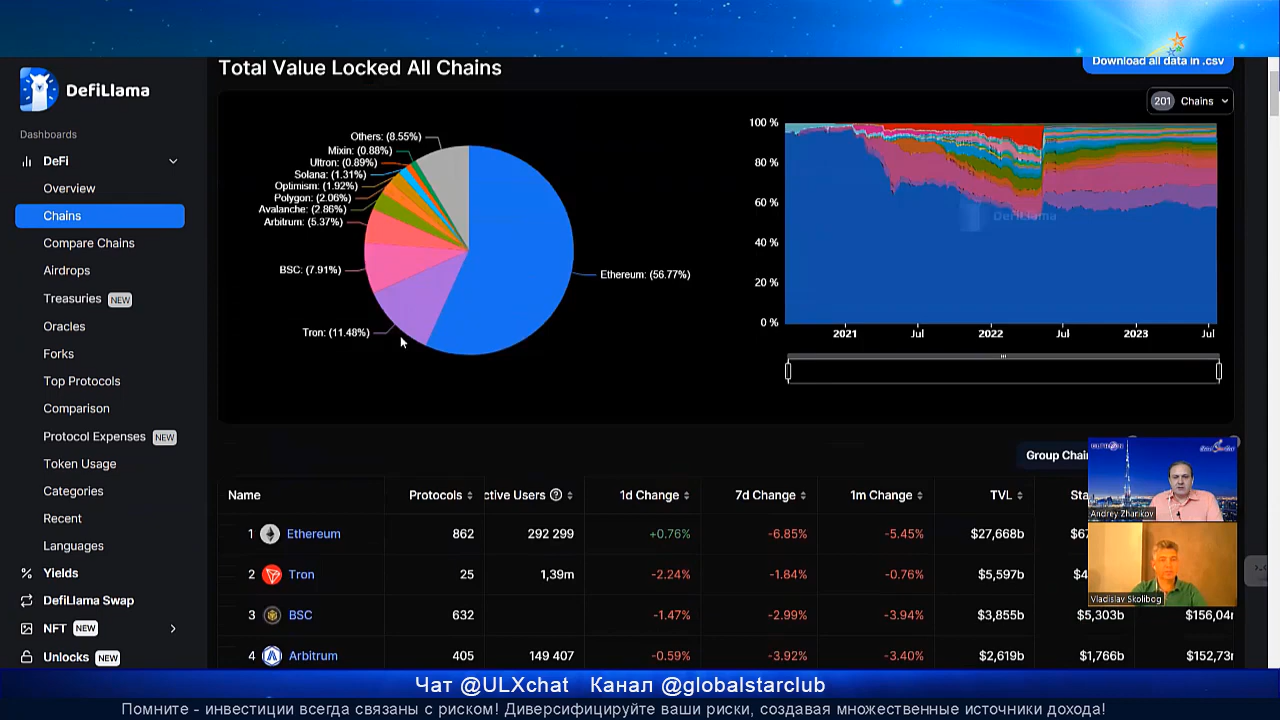 Total Value Locked All Chains
Download all data in .csv
DefiLlama
201 Chains
Dashboards
DeFi
Overview
Chains
Compare Chains
Airdrops
Treasuries NEW
Oracles
Forks
Top Protocols
Comparison
Protocol Expenses NEW
Token Usage
Categories
Recent
Languages
Yields
DefiLlama Swap
NFT NEW
Unlocks NEW
Others: (8.55%)
Mixin: (0.88%)
Ultron: (0.89%)
Solana: (1.31%)
Optimism: (1.92%)
Polygon: (2.06%)
Avalanche: (2.86%)
Arbitrum: (5.37%)
BSC: (7.91%)
Tron: (11.48%)
Ethereum: (56.77%)
100 %
80 %
60 %
40 %
20 %
0 %
DefiLlama
2021 Jul 2022 Jul 2023 Jul
Group Chain
Name Protocols ctive Users 1d Change 7d Change 1m Change TVL Sta
1 Ethereum 862 292 299 +0.76% -6.85% -5.45% $27,668b
2 Tron 25 1,39m -2.24% -1.84% -0.76% $5,597b $4
3 BSC 632 -1.47% -2.99% -3.94% $3,855b $5,303b $156,04
4 Arbitrum 405 149 407 -0.59% -3.92% -3.40% $2,619b $1,766b $152,73
Andrey Zharikov
Vladislav Skolibog
Чат @ULXchat Канал @globalstarclub
Помните - инвестиции всегда связаны с риском! Диверсифицируйте ваши риски, создавая множественные источники дохода!